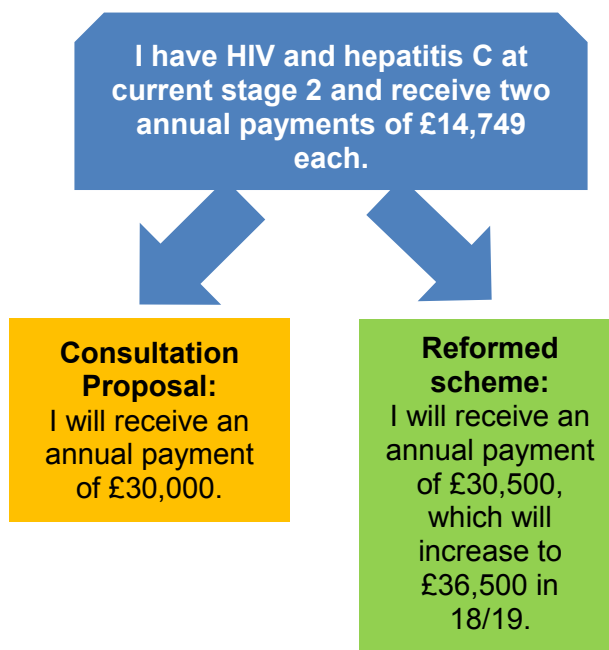 I have HIV and hepatitis C at
current stage 2 and receive two
annual payments of £14,749
each.
Consultation
Proposal:
I will receive an
annual payment
of £30,000.
Reformed
scheme:
I will receive an
annual payment
of £30,500,
which will
increase to
£36,500 in
18/19.